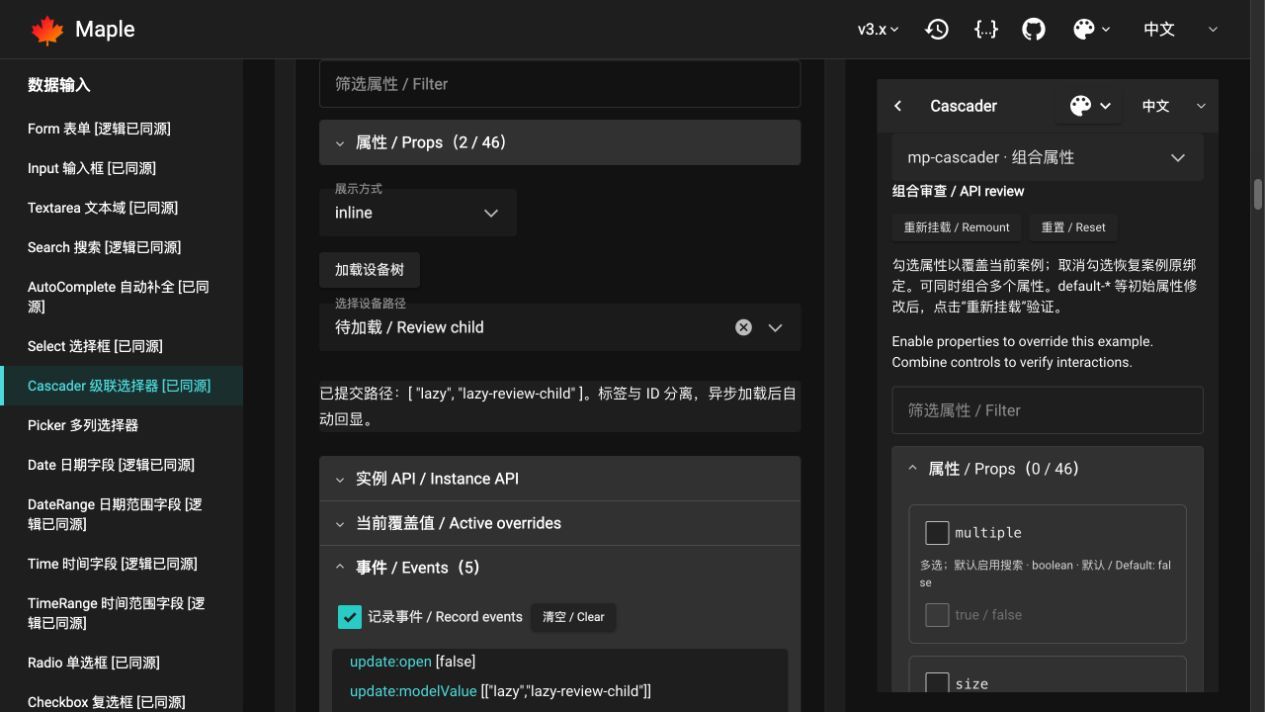 Maple
v3.x
中文
数据输入
Form 表单 [逻辑已同源]
Input 输入框 [已同源]
Textarea 文本域 [已同源]
Search 搜索 [逻辑已同源]
AutoComplete 自动补全 [已同
源]
Select 选择框 [已同源]
Cascader 级联选择器 [已同源]
Picker 多列选择器
Date 日期字段 [逻辑已同源]
DateRange 日期范围字段 [逻
辑已同源]
Time 时间字段 [逻辑已同源]
TimeRange 时间范围字段 [逻
辑已同源]
Radio 单选框 [已同源]
Checkbox 复选框 [已同源]
筛选属性 / Filter
属性 / Props（2 / 46）
展示方式
inline
加载设备树
选择设备路径
待加载 / Review child
已提交路径：[ "lazy", "lazy-review-child" ]。标签与 ID 分离，异步加载后自
动回显。
实例 API / Instance API
当前覆盖值 / Active overrides
事件 / Events（5）
记录事件 / Record events
清空 / Clear
update:open [false]
update:modelValue [["lazy","lazy-review-child"]]
Cascader
中文
mp-cascader · 组合属性
组合审查 / API review
重新挂载 / Remount
重置 / Reset
勾选属性以覆盖当前案例；取消勾选恢复案例原绑
定。可同时组合多个属性。default-* 等初始属性修
改后，点击“重新挂载”验证。
Enable properties to override this example.
Combine controls to verify interactions.
筛选属性 / Filter
属性 / Props（0 / 46）
multiple
多选；默认启用搜索 · boolean · 默认 / Default: fal
se
true / false
size